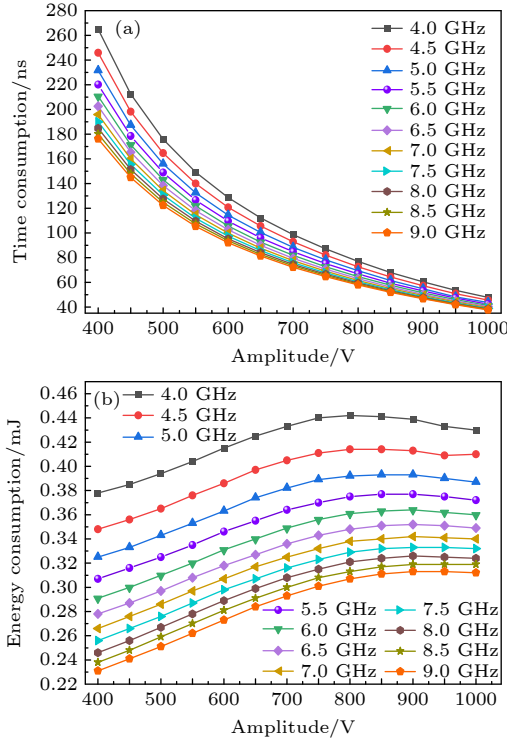 (a)
280
260
240
220
200
180
160
140
120
100
80
60
40
Time consumption/ns
4.0 GHz
4.5 GHz
5.0 GHz
5.5 GHz
6.0 GHz
6.5 GHz
7.0 GHz
7.5 GHz
8.0 GHz
8.5 GHz
9.0 GHz
400 500 600 700 800 900 1000
Amplitude/V
(b)
0.46
0.44
0.42
0.40
0.38
0.36
0.34
0.32
0.30
0.28
0.26
0.24
0.22
Energy consumption/mJ
4.0 GHz
4.5 GHz
5.0 GHz
5.5 GHz 7.5 GHz
6.0 GHz 8.0 GHz
6.5 GHz 8.5 GHz
7.0 GHz 9.0 GHz
400 500 600 700 800 900 1000
Amplitude/V